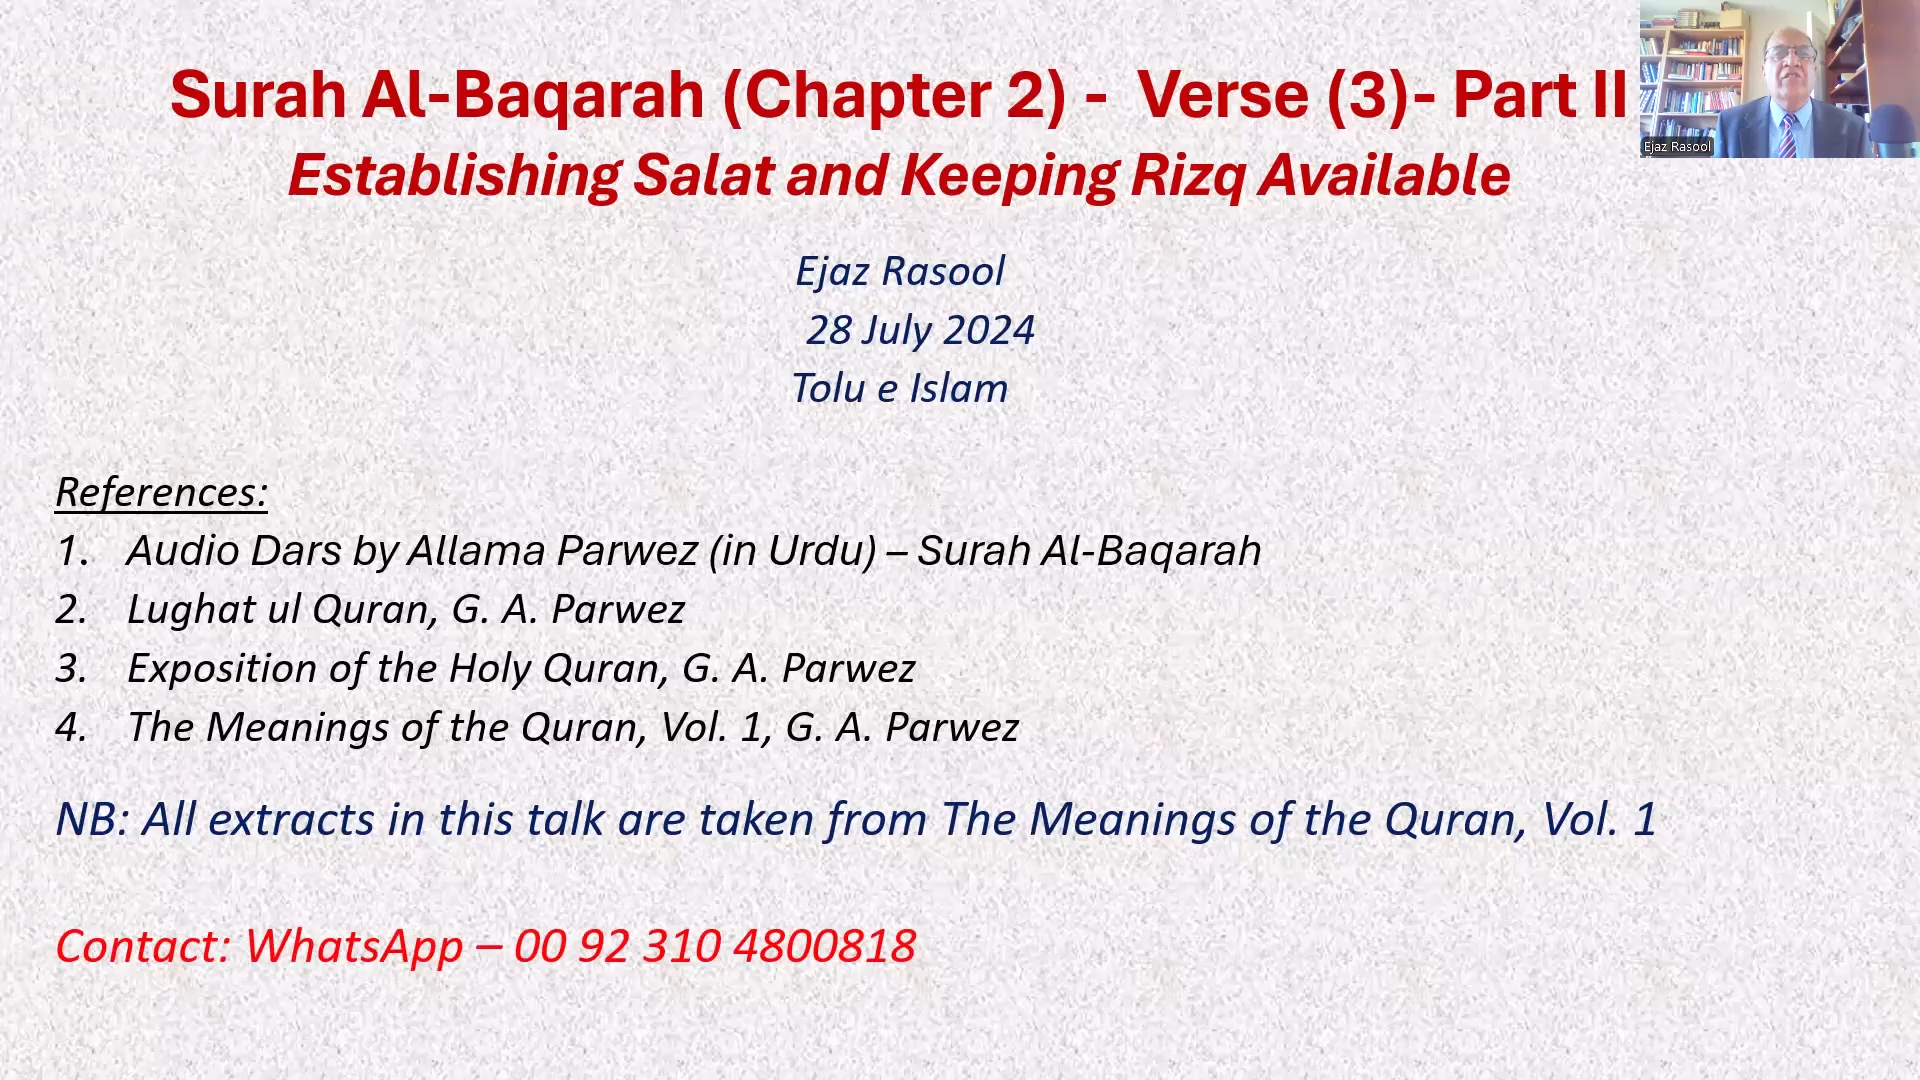 Surah Al-Baqarah (Chapter 2) - Verse (3)- Part II
Establishing Salat and Keeping Rizq Available
Ejaz Rasool
Ejaz Rasool
28 July 2024
Tolu e Islam
References:
1. Audio Dars by Allama Parwez (in Urdu) – Surah Al-Baqarah
2. Lughat ul Quran, G. A. Parwez
3. Exposition of the Holy Quran, G. A. Parwez
4. The Meanings of the Quran, Vol. 1, G. A. Parwez
NB: All extracts in this talk are taken from The Meanings of the Quran, Vol. 1
Contact: WhatsApp – 00 92 310 4800818